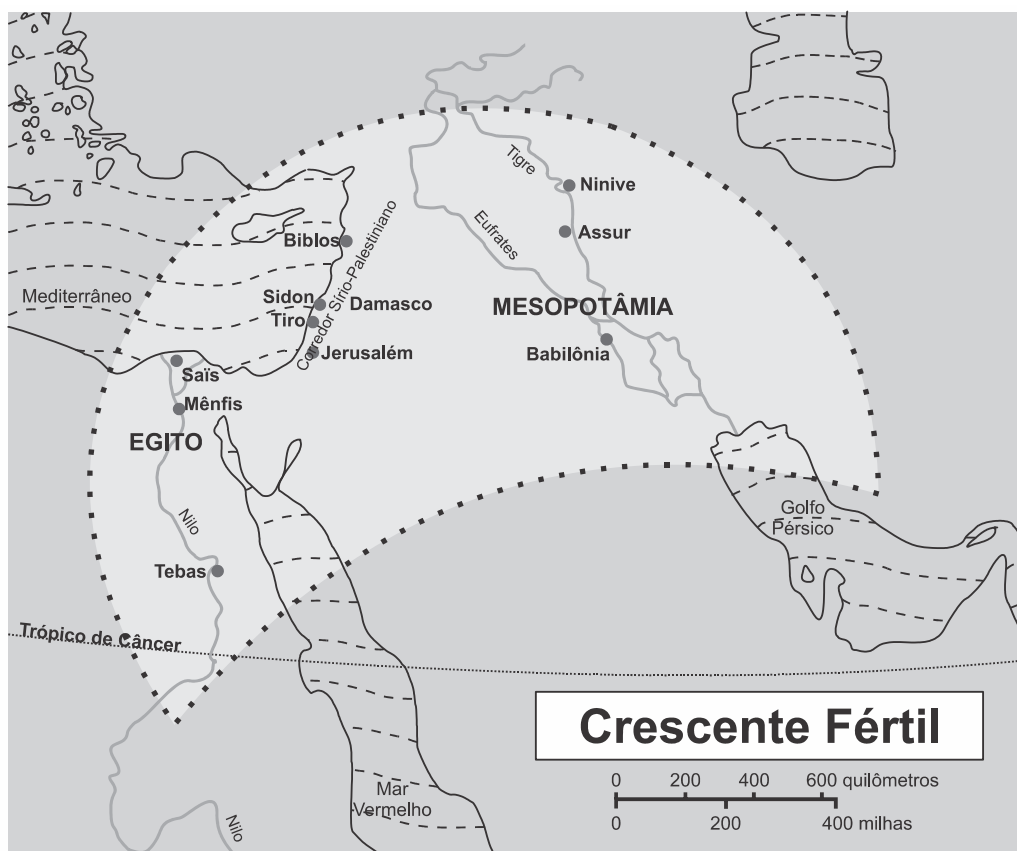 Tigre
Ninive
Assur
Eufrates
Biblos
Corredor Sírio-Palestiniano
Mediterrâneo
Sidon
Damasco
Tiro
MESOPOTÂMIA
Babilônia
Jerusalém
Saïs
Mênfis
EGITO
Nilo
Golfo
Pérsico
Tebas
Trópico de Câncer
Crescente Fértil
0 200 400 600 quilômetros
0 200 400 milhas
Mar
Vermelho
Nilo